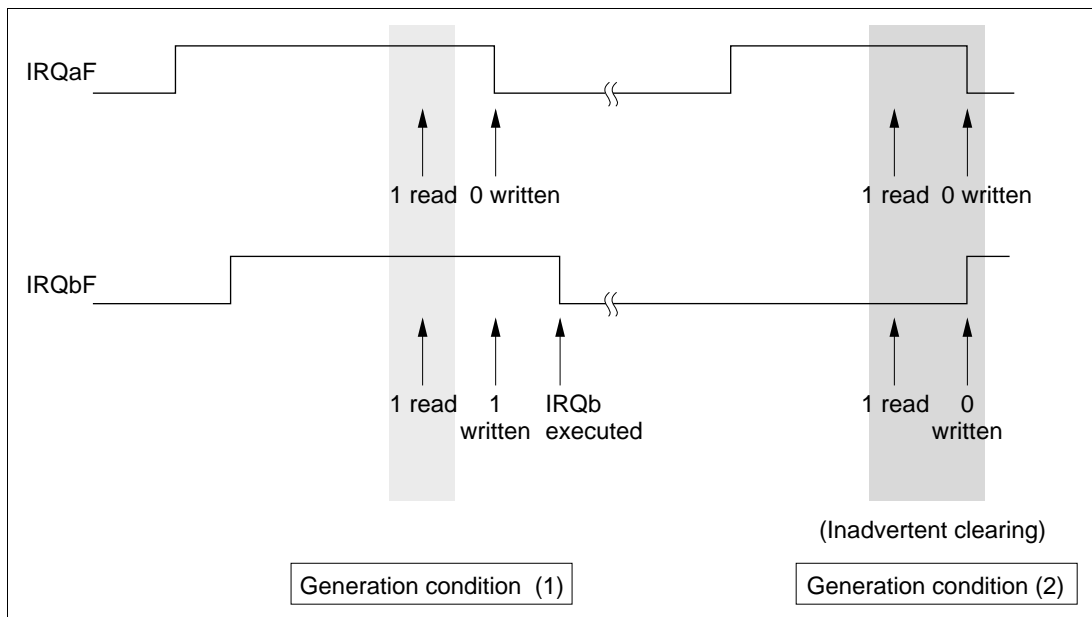 IRQaF
1 read 0 written
1 read 0 written
IRQbF
1 read
1
written
IRQb
executed
1 read
0
written
(Inadvertent clearing)
Generation condition (1)
Generation condition (2)